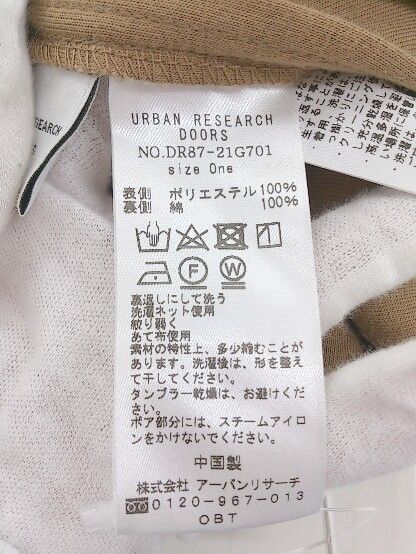 URBAN RESEARCH
DOORS
NO.DR87-21G701
size One
表側 ポリエステル100%
裏側 綿 100%
F W
裏返しにして洗う
洗濯ネット使用
絞り弱く
あて布使用
素材の特性上、多少縮むことが
あります。洗濯後は、形を整え
て干してください。
タンブラー乾燥は、お避けくだ
さい。
ボア部分には、スチームアイロ
ンをかけないでください。
中国製
株式会社 アーバンリサーチ
0120-967-013
OBT
RESEARCH